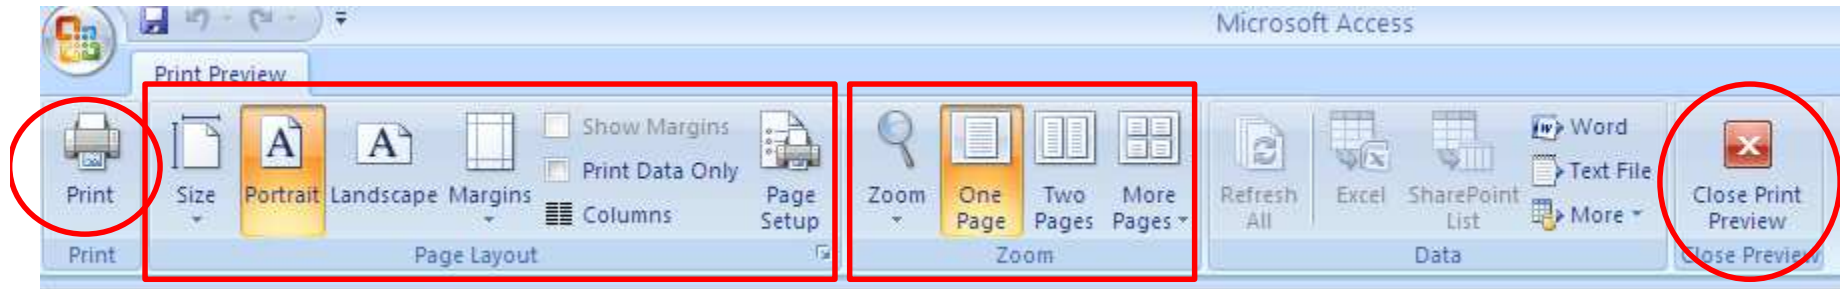 Microsoft Access
Print Preview
Print
Size
Portrait
Landscape
Margins
Show Margins
Print Data Only
Columns
Page
Setup
Zoom
One
Page
Two
Pages
More
Pages
Refresh
All
Excel
SharePoint
List
Word
Text File
More
Close Print
Preview
Print
Page Layout
Zoom
Data
Close Preview